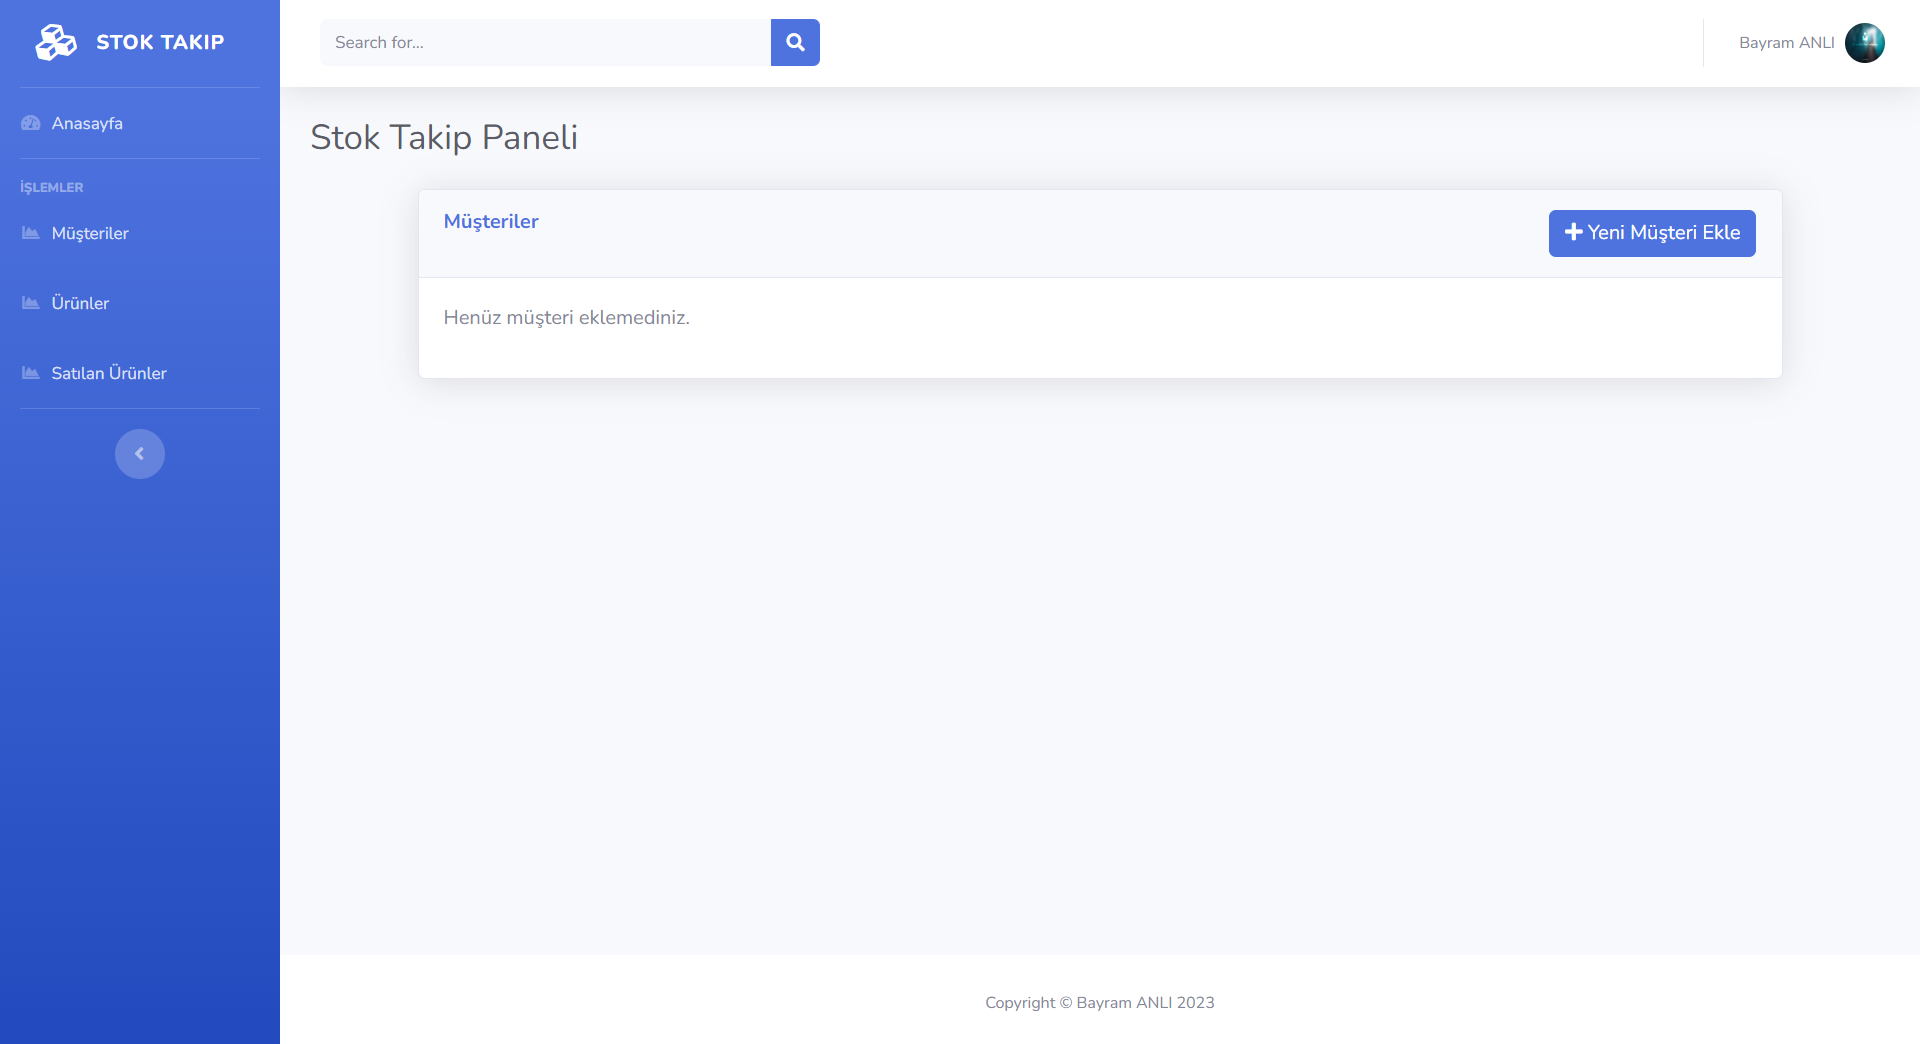 STOK TAKIP
Search for...
Bayram ANLI
Anasayfa
İŞLEMLER
Müşteriler
Ürünler
Satılan Ürünler
Stok Takip Paneli
Müşteriler
Yeni Müşteri Ekle
Henüz müşteri eklemediniz.
Copyright © Bayram ANLI 2023